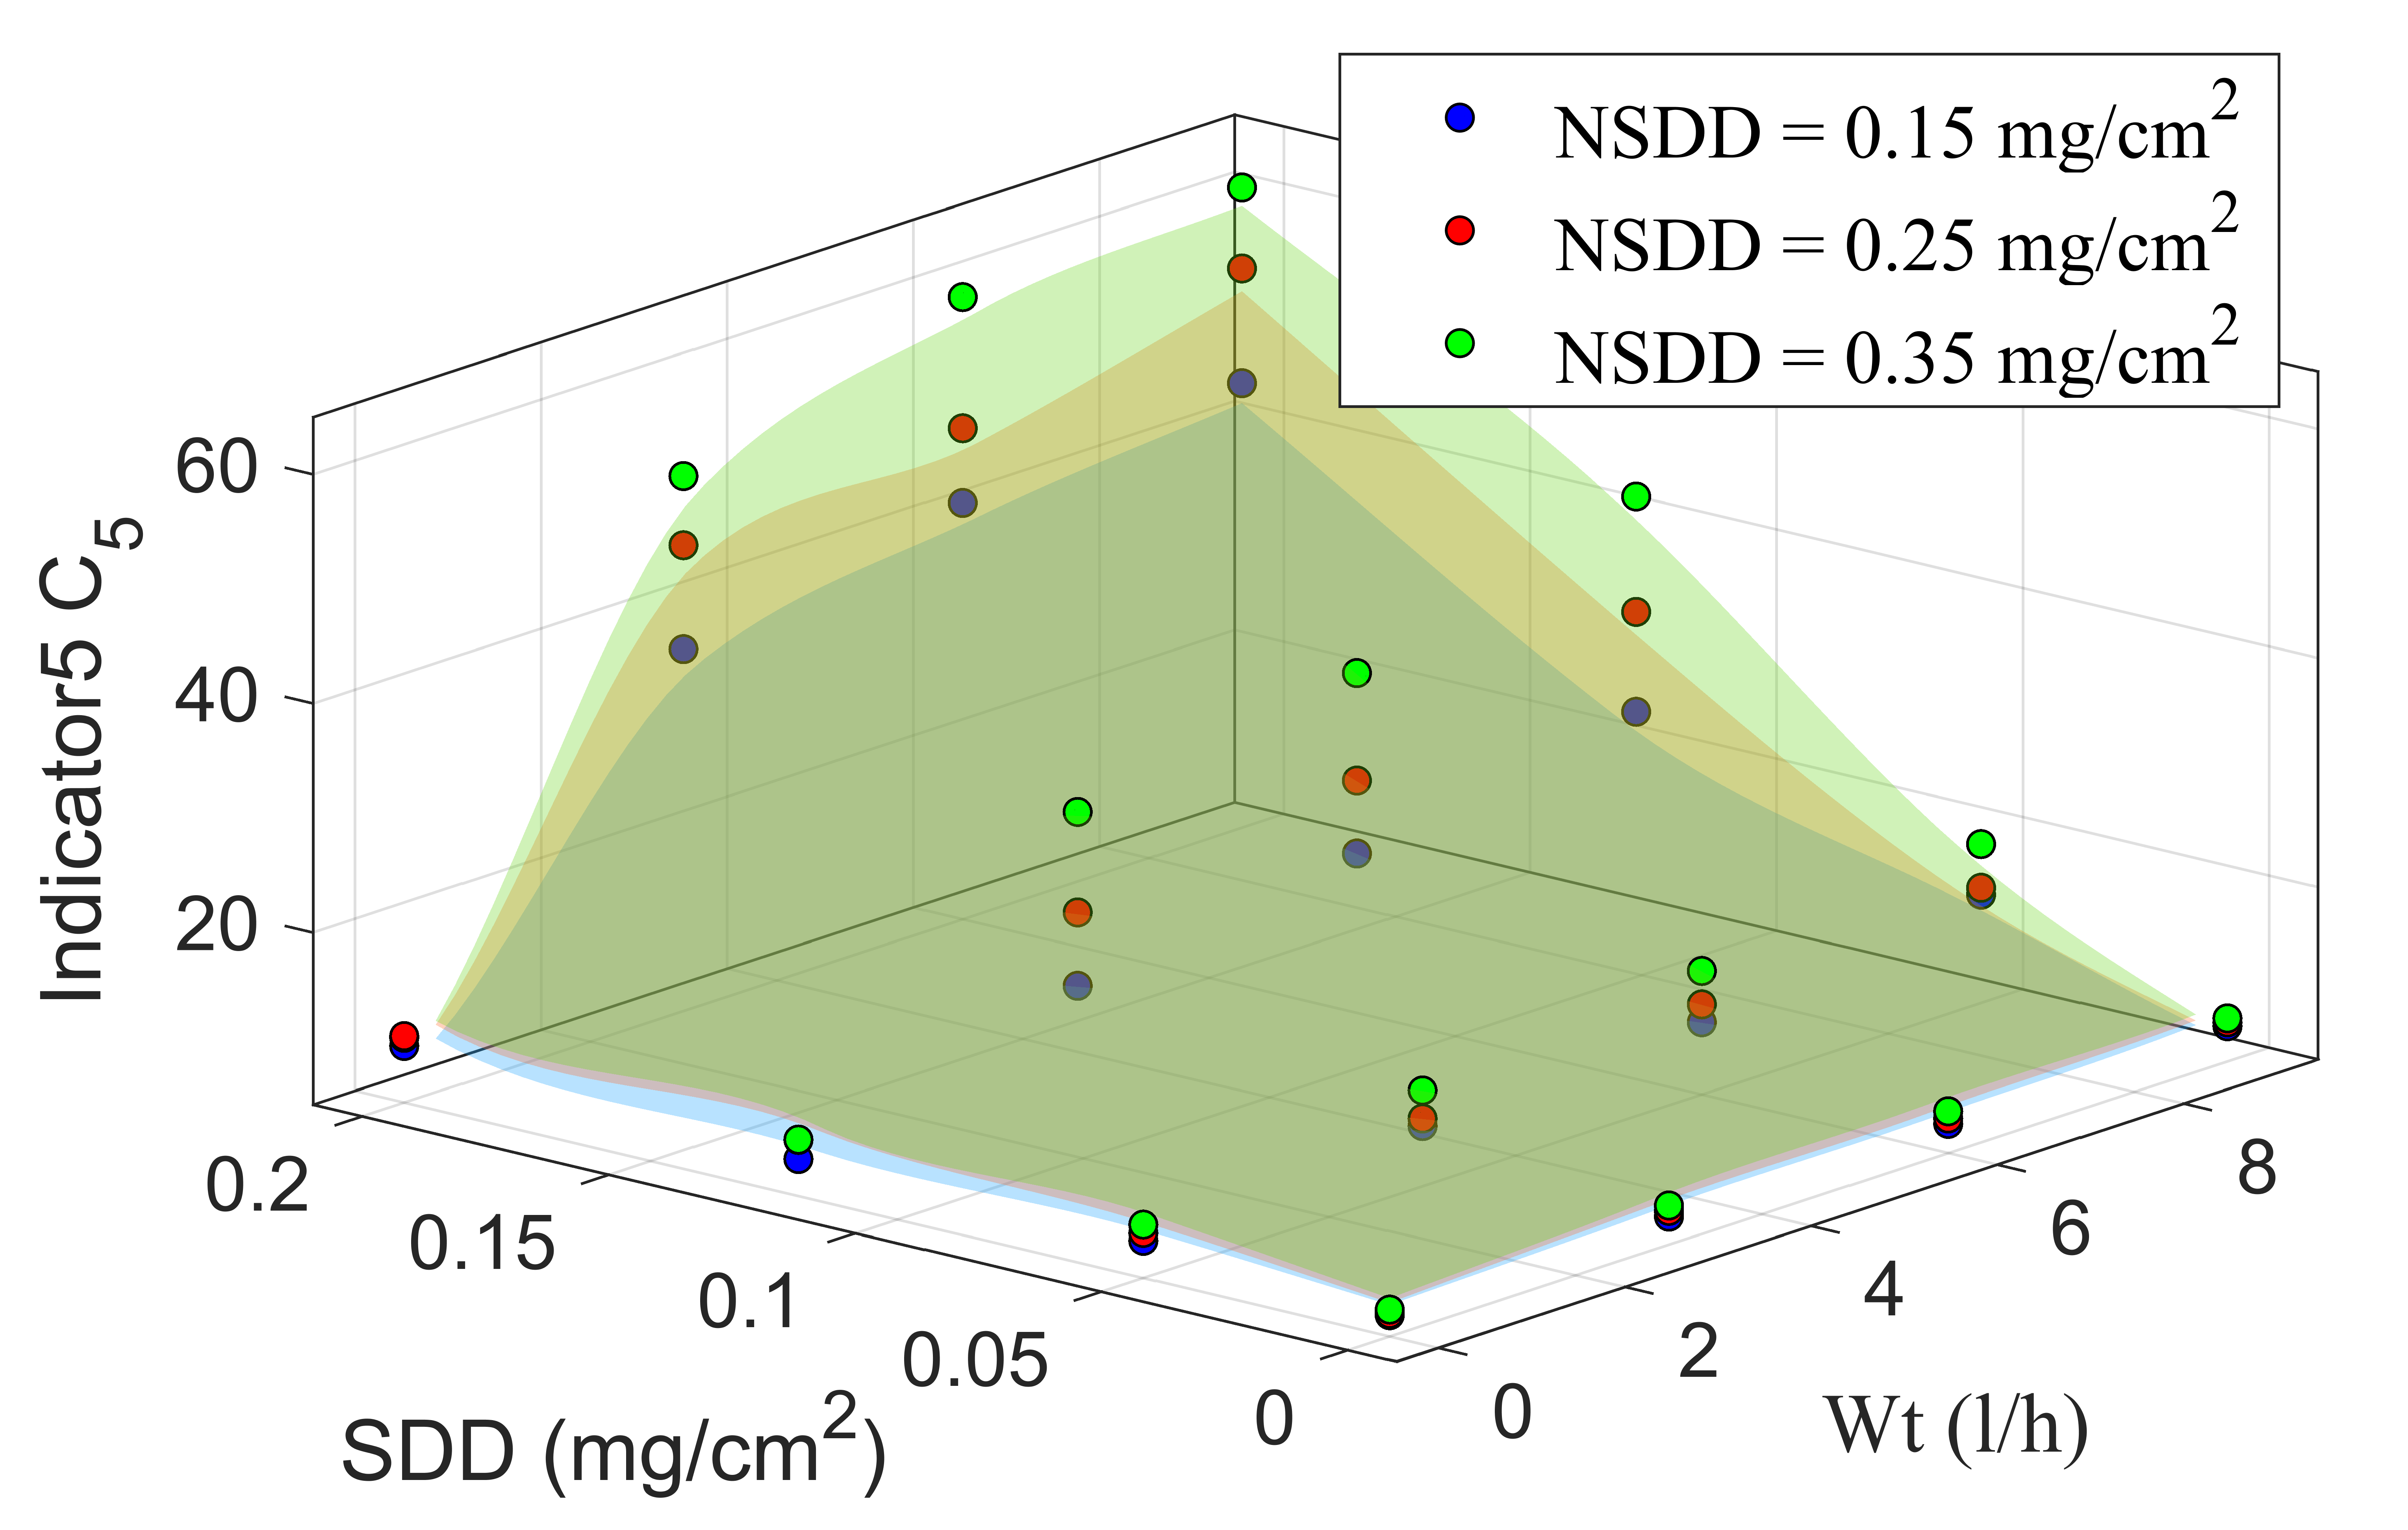 NSDD = 0.15 mg/cm2
NSDD = 0.25 mg/cm2
NSDD = 0.35 mg/cm2
60
40
20
Indicator5 C5
0.2
0.15
0.1
0.05
0
SDD (mg/cm2)
0
2
4
6
8
Wt (l/h)